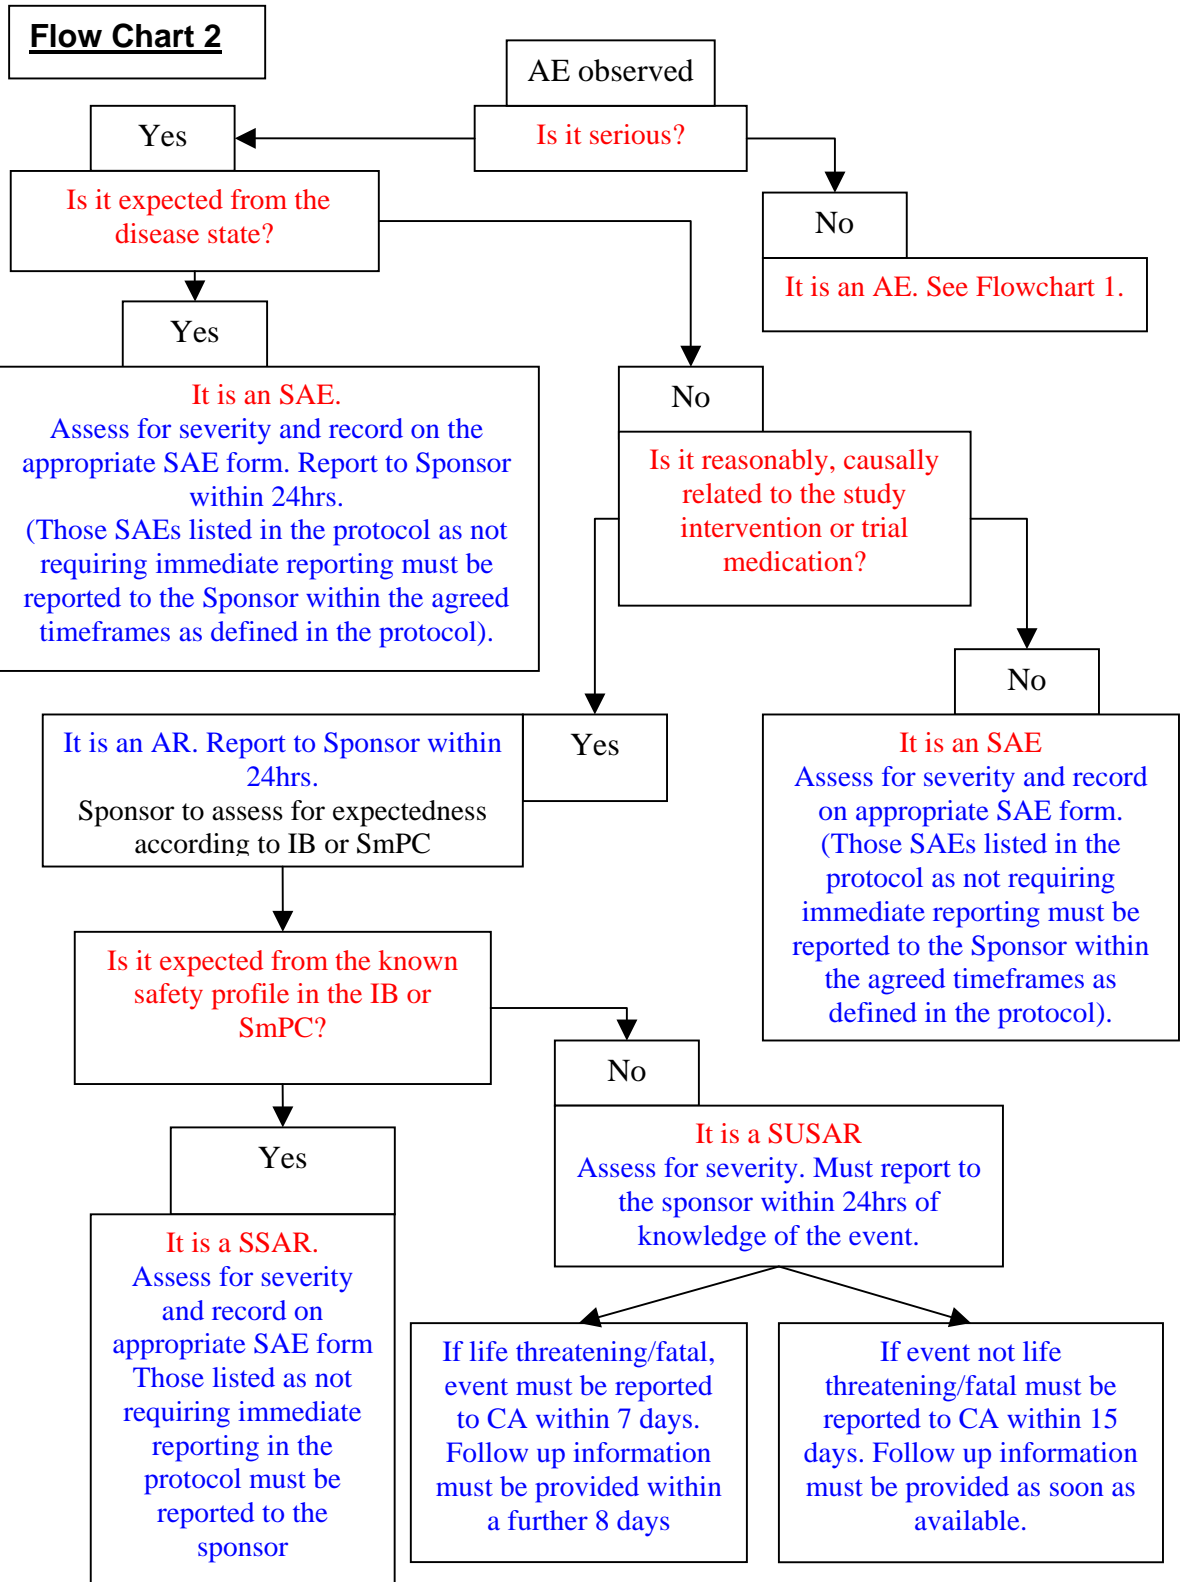 Flow Chart 2
AE observed
Is it serious?
Yes
Is it expected from the
disease state?
No
It is an AE. See Flowchart 1.
Yes
It is an SAE.
Assess for severity and record on the
appropriate SAE form. Report to Sponsor
within 24hrs.
(Those SAEs listed in the protocol as not
requiring immediate reporting must be
reported to the Sponsor within the agreed
timeframes as defined in the protocol).
No
Is it reasonably, causally
related to the study
intervention or trial
medication?
No
It is an SAE
Assess for severity and record
on appropriate SAE form.
(Those SAEs listed in the
protocol as not requiring
immediate reporting must be
reported to the Sponsor within
the agreed timeframes as
defined in the protocol).
Yes
It is an AR. Report to Sponsor within
24hrs.
Sponsor to assess for expectedness
according to IB or SmPC
Is it expected from the known
safety profile in the IB or
SmPC?
No
It is a SUSAR
Assess for severity. Must report to
the sponsor within 24hrs of
knowledge of the event.
Yes
It is a SSAR.
Assess for severity
and record on
appropriate SAE form
Those listed as not
requiring immediate
reporting in the
protocol must be
reported to the
sponsor
If life threatening/fatal,
event must be reported
to CA within 7 days.
Follow up information
must be provided within
a further 8 days
If event not life
threatening/fatal must be
reported to CA within 15
days. Follow up information
must be provided as soon as
available.